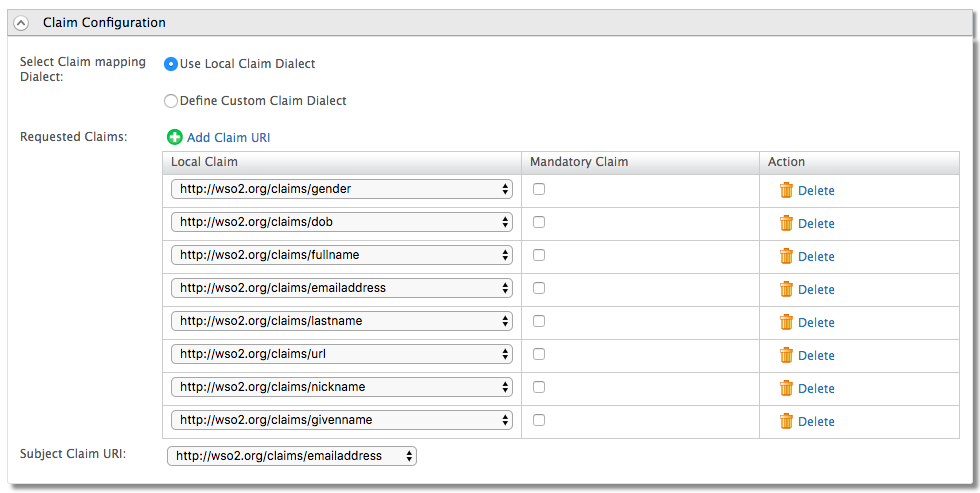 Claim Configuration
Select Claim mapping
Dialect:
Use Local Claim Dialect
Define Custom Claim Dialect
Requested Claims:
Add Claim URI
Local Claim Mandatory Claim Action
http://wso2.org/claims/gender Delete
http://wso2.org/claims/dob Delete
http://wso2.org/claims/fullname Delete
http://wso2.org/claims/emailaddress Delete
http://wso2.org/claims/lastname Delete
http://wso2.org/claims/url Delete
http://wso2.org/claims/nickname Delete
http://wso2.org/claims/givenname Delete
Subject Claim URI: http://wso2.org/claims/emailaddress